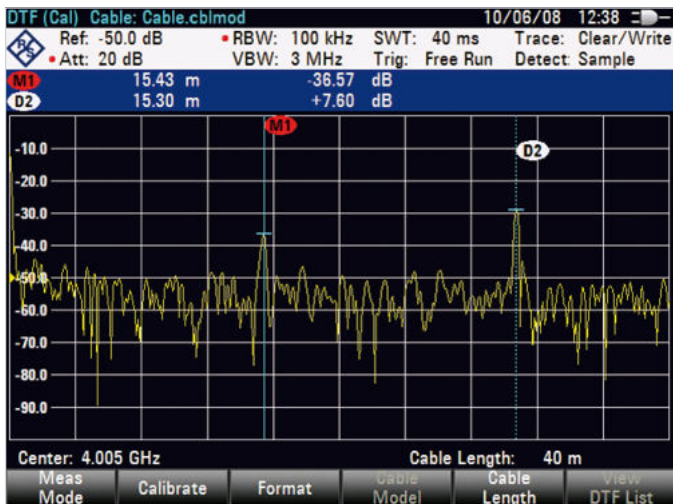 DTF (Cal) Cable: Cable.cblmod 10/06/08 12:38
Ref: -50.0 dB • RBW: 100 kHz SWT: 40 ms Trace: Clear/Write
• Att: 20 dB VBW: 3 MHz Trig: Free Run Detect: Sample
M1 15.43 m -36.57 dB
D2 15.30 m +7.60 dB
M1
D2
-10.0
-20.0
-30.0
-40.0
-50.0
-60.0
-70.0
-80.0
-90.0
Center: 4.005 GHz Cable Length: 40 m
Meas Mode Calibrate Format Cable Model Cable Length View DTF List